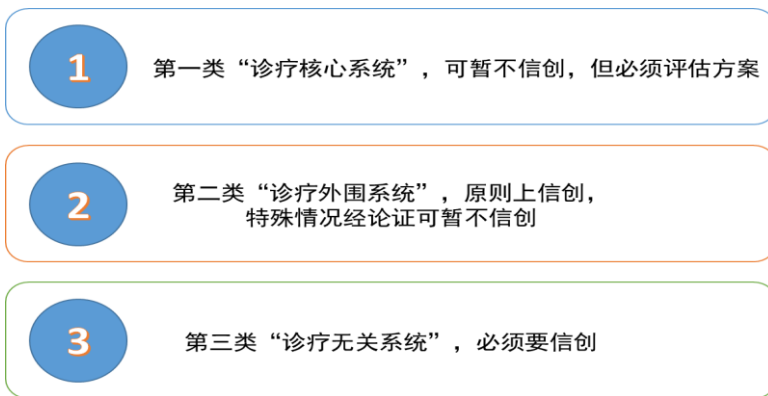 1
第一类“诊疗核心系统”，可暂不信创，但必须评估方案
2
第二类“诊疗外围系统”，原则上信创，
特殊情况经论证可暂不信创
3
第三类“诊疗无关系统”，必须要信创